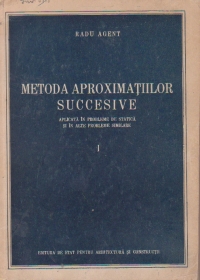 RADU AGENT
METODA APROXIMAȚIILOR
SUCCESIVE
APLICATĂ ÎN PROBLEME DE STATICĂ
ȘI ÎN ALTE PROBLEME SIMILARE
I
EDITURA DE STAT PENTRU ARHITECTURĂ ȘI CONSTRUCȚII